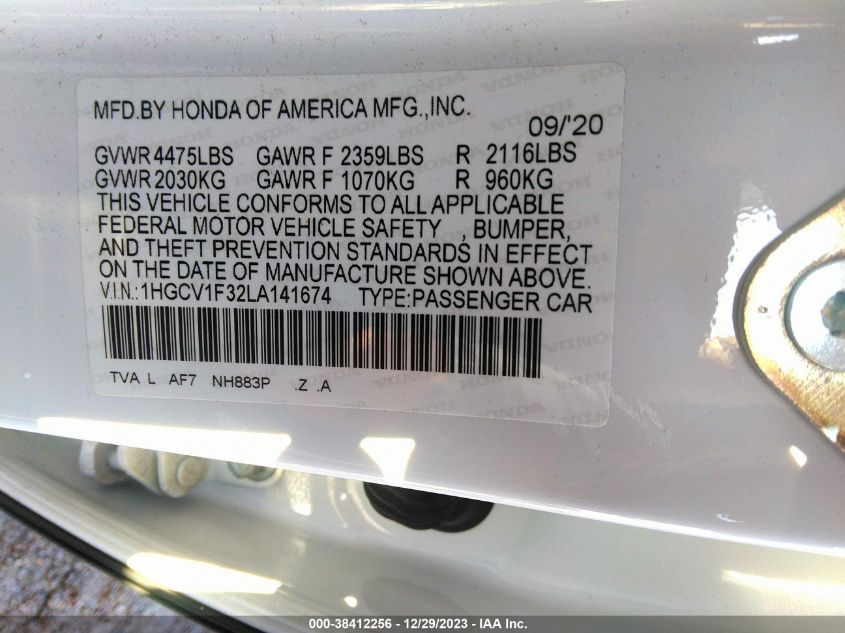 MFD.BY HONDA OF AMERICA MFG.,INC.
09/'20
GVWR 4475LBS GAWR F 2359LBS R 2116LBS
GVWR 2030KG GAWR F 1070KG R 960KG
THIS VEHICLE CONFORMS TO ALL APPLICABLE
FEDERAL MOTOR VEHICLE SAFETY , BUMPER,
AND THEFT PREVENTION STANDARDS IN EFFECT
ON THE DATE OF MANUFACTURE SHOWN ABOVE.
V.I.N.:1HGCV1F32LA141674 TYPE:PASSENGER CAR
TVA L AF7 NH883P .Z .A
000-38412256 - 12/29/2023 - IAA Inc.